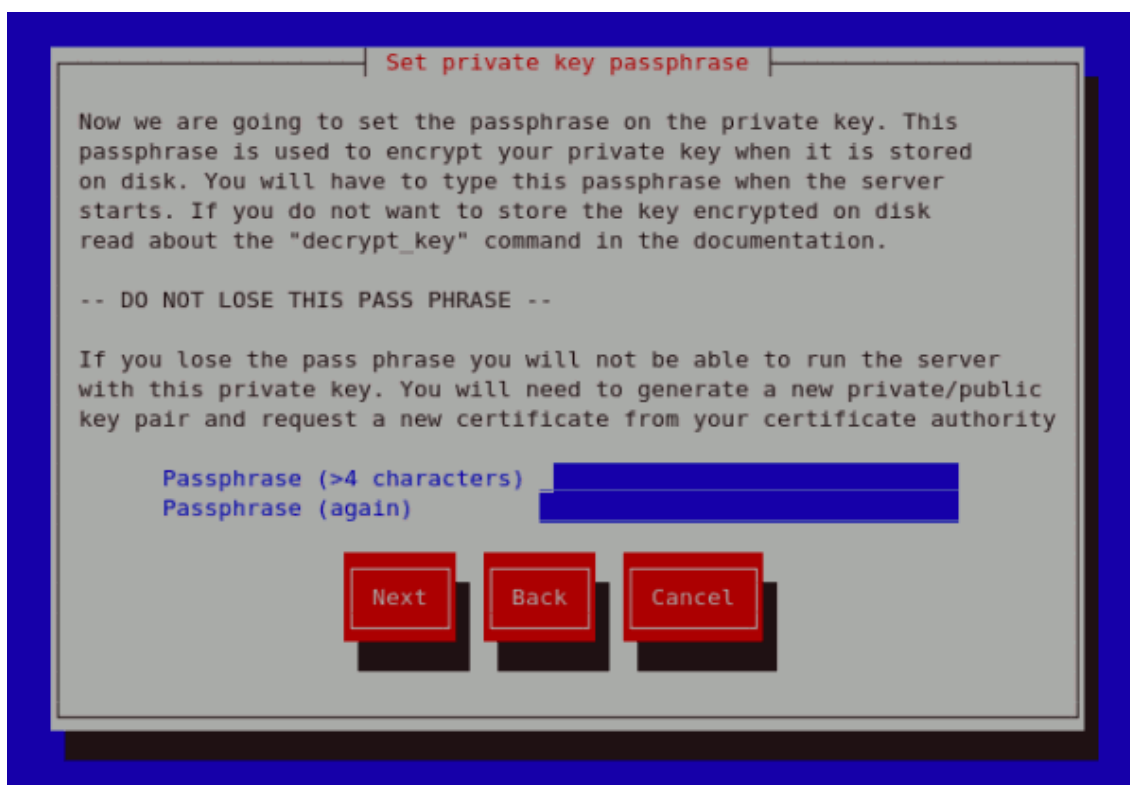 Set private key passphrase
Now we are going to set the passphrase on the private key. This
passphrase is used to encrypt your private key when it is stored
on disk. You will have to type this passphrase when the server
starts. If you do not want to store the key encrypted on disk
read about the "decrypt_key" command in the documentation.
-- DO NOT LOSE THIS PASS PHRASE --
If you lose the pass phrase you will not be able to run the server
with this private key. You will need to generate a new private/public
key pair and request a new certificate from your certificate authority
Passphrase (>4 characters)
Passphrase (again)
Next Back Cancel